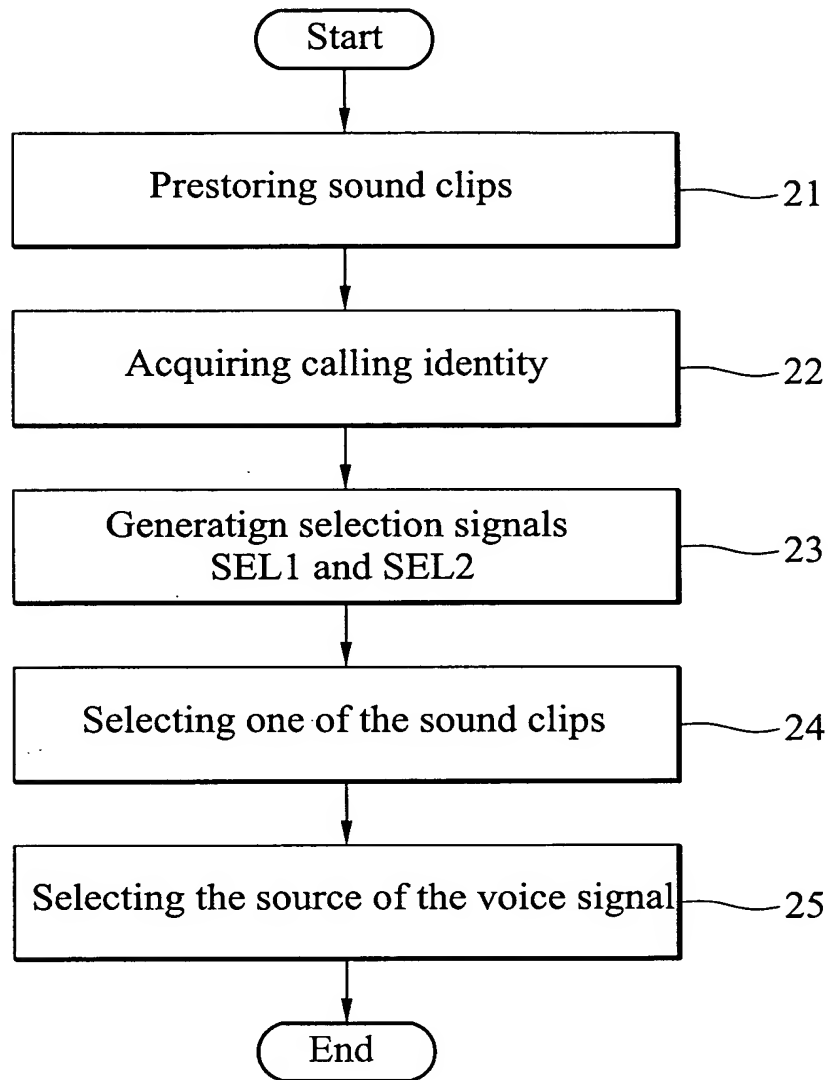 Start
Prestoring sound clips
21
Acquiring calling identity
22
Generatign selection signals
SEL1 and SEL2
23
Selecting one of the sound clips
24
Selecting the source of the voice signal
25
End